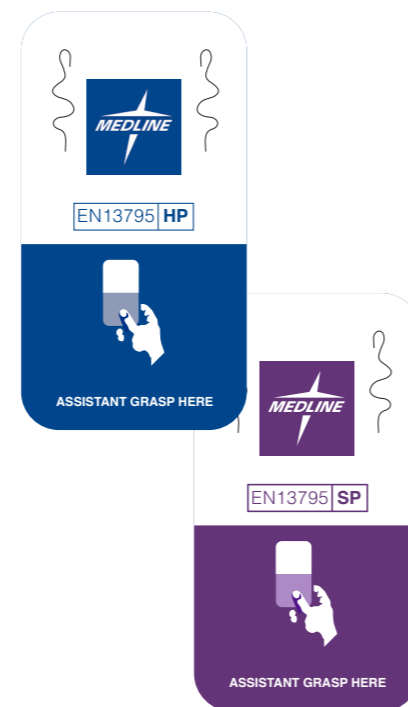 MEDLINE
EN13795 HP
ASSISTANT GRASP HERE
MEDLINE
EN13795 SP
ASSISTANT GRASP HERE